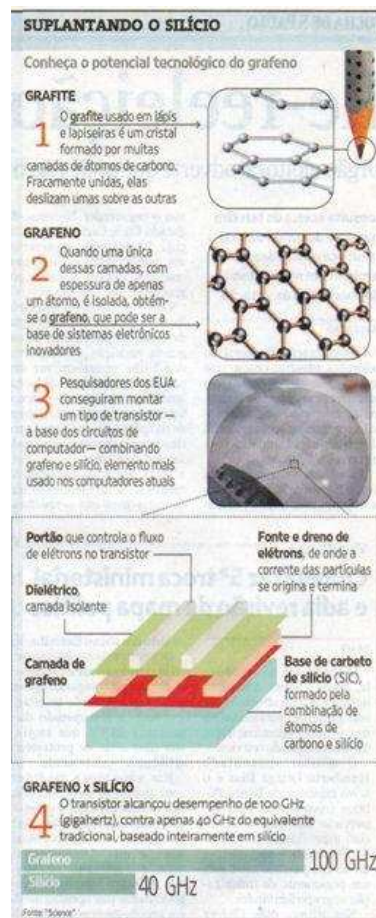 SUPLANTANDO O SILÍCIO
Conheça o potencial tecnológico do grafeno
GRAFITE
1
O grafite usado em lápis
e lapiseiras é um cristal
formado por muitas
camadas de átomos de carbono.
Fracamente unidas, elas
deslizam umas sobre as outras
GRAFENO
2
Quando uma única
dessas camadas, com
espessura de apenas
um átomo, é isolada, obtém-
se o grafeno, que pode ser a
base de sistemas eletrônicos
inovadores
3
Pesquisadores dos EUA
conseguiram montar
um tipo de transistor —
a base dos circuitos de
computador— combinando
grafeno e silício, elemento mais
usado nos computadores atuais
Portão que controla o fluxo
de elétrons no transistor
Dielétrico,
camada isolante
Camada de
grafeno
Fonte e dreno de
elétrons, de onde a
corrente das partículas
se origina e termina
Base de carbeto
de silício (SiC),
formado pela
combinação de
átomos de
carbono e silício
GRAFENO x SILÍCIO
4
O transistor alcançou desempenho de 100 GHz
(gigahertz), contra apenas 40 GHz do equivalente
tradicional, baseado inteiramente em silício
Grafeno 100 GHz
Silício 40 GHz
Fonte: "Science"